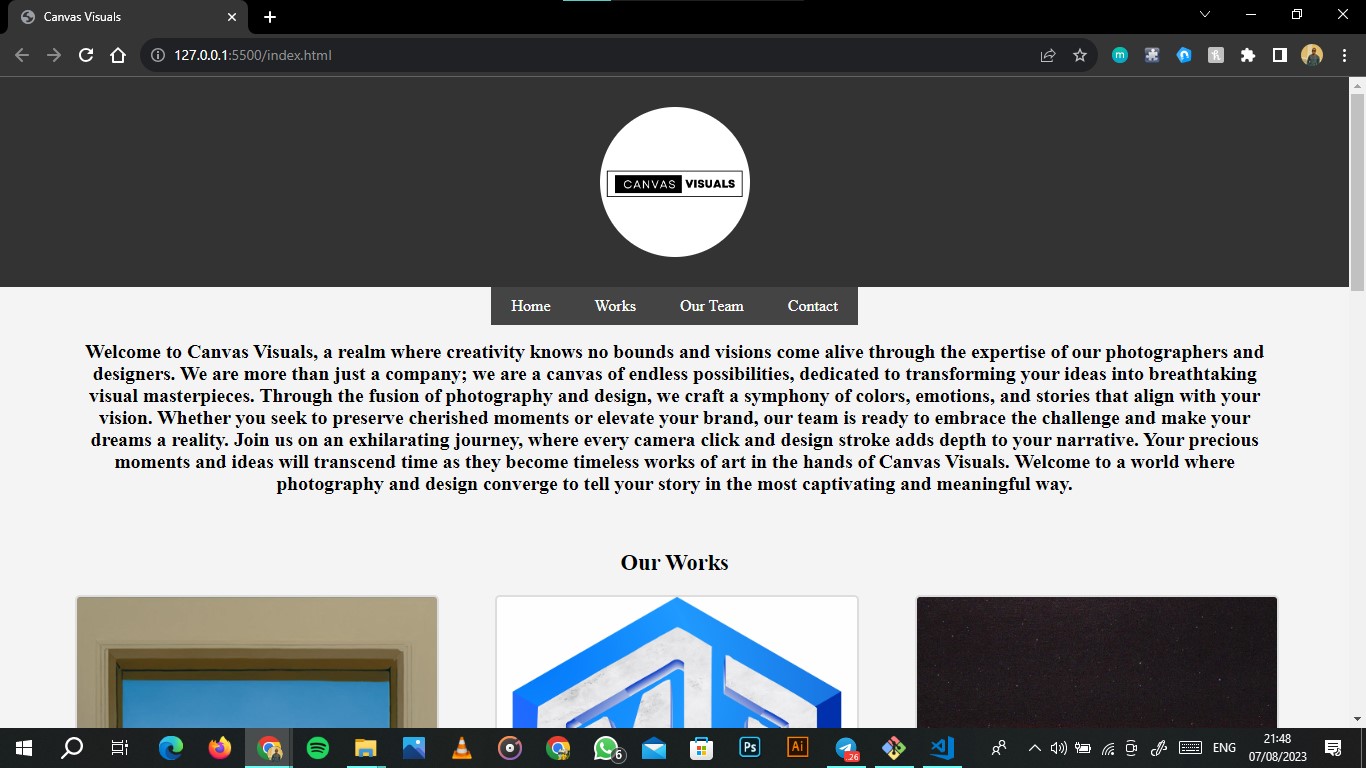 Canvas Visuals
127.0.0.1:5500/index.html
CANVAS VISUALS
Home Works Our Team Contact
Welcome to Canvas Visuals, a realm where creativity knows no bounds and visions come alive through the expertise of our photographers and
designers. We are more than just a company; we are a canvas of endless possibilities, dedicated to transforming your ideas into breathtaking
visual masterpieces. Through the fusion of photography and design, we craft a symphony of colors, emotions, and stories that align with your
vision. Whether you seek to preserve cherished moments or elevate your brand, our team is ready to embrace the challenge and make your
dreams a reality. Join us on an exhilarating journey, where every camera click and design stroke adds depth to your narrative. Your precious
moments and ideas will transcend time as they become timeless works of art in the hands of Canvas Visuals. Welcome to a world where
photography and design converge to tell your story in the most captivating and meaningful way.
Our Works
6 Ps Ai .26 ENG 21:48
07/08/2023